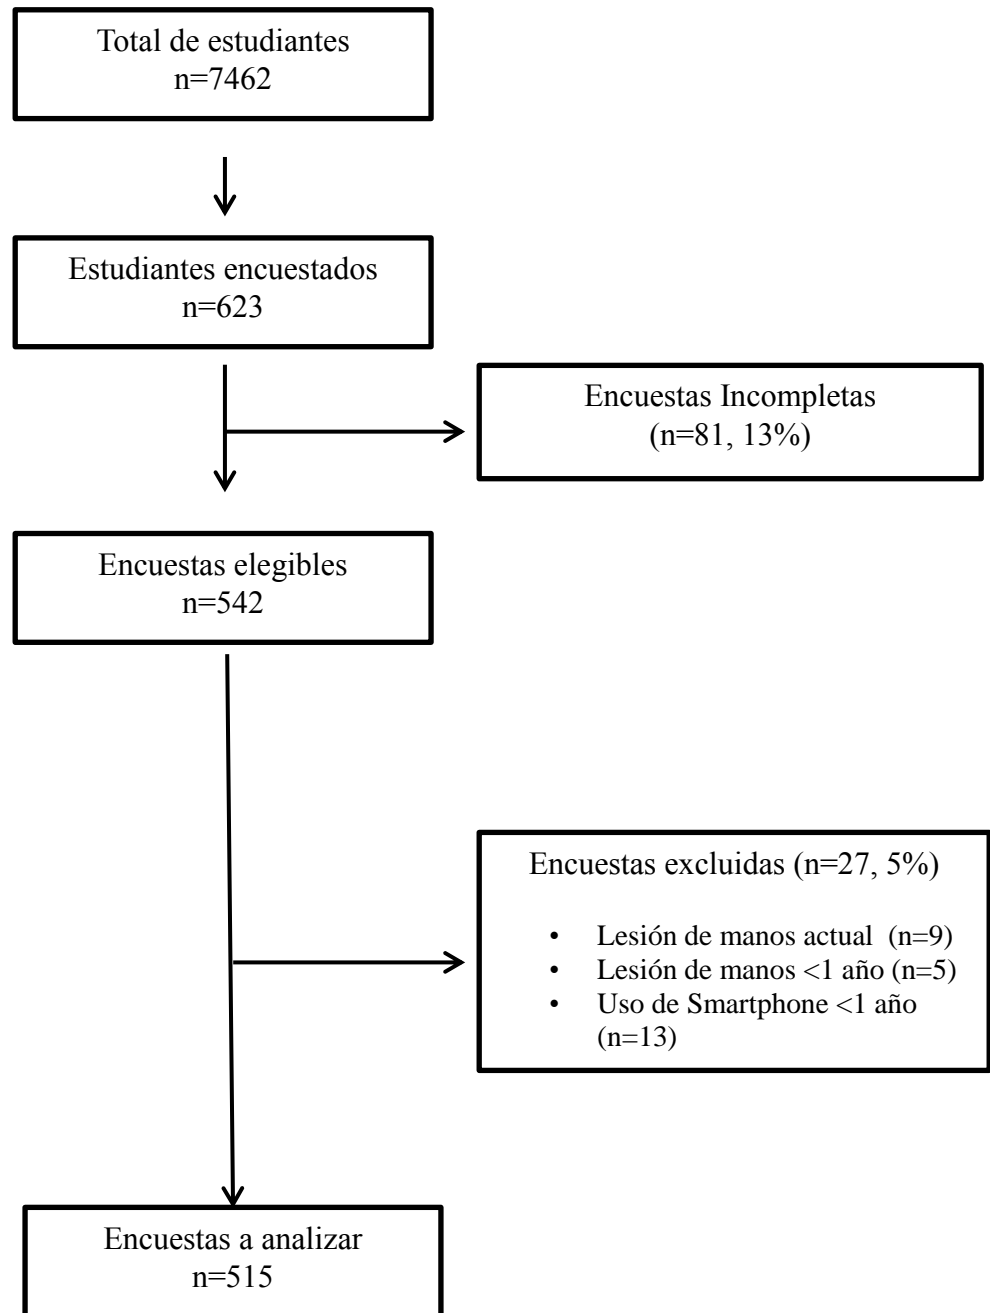 Total de estudiantes
n=7462
Estudiantes encuestados
n=623
Encuestas Incompletas
(n=81, 13%)
Encuestas elegibles
n=542
Encuestas excluidas (n=27, 5%)
• Lesión de manos actual (n=9)
• Lesión de manos <1 año (n=5)
• Uso de Smartphone <1 año
(n=13)
Encuestas a analizar
n=515